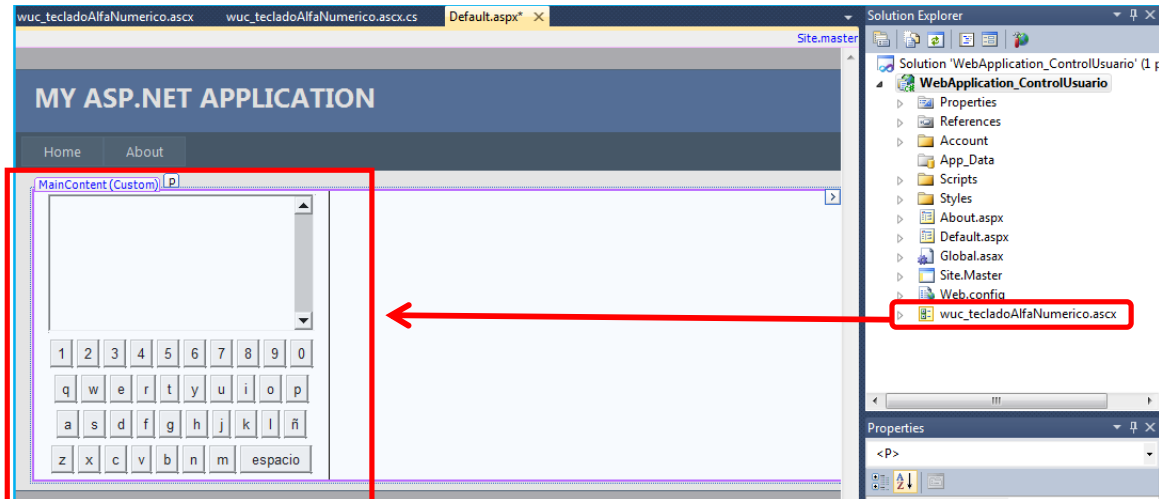 wuc_tecladoAlfaNumerico.ascx wuc_tecladoAlfaNumerico.ascx.cs Default.aspx*
Site.master
MY ASP.NET APPLICATION
Home About
MainContent (Custom) p
1 2 3 4 5 6 7 8 9 0
q w e r t y u i o p
a s d f g h j k l ñ
z x c v b n m espacio
Solution Explorer
Solution 'WebApplication_ControlUsuario' (1 p
WebApplication_ControlUsuario
Properties
References
Account
App_Data
Scripts
Styles
About.aspx
Default.aspx
Global.asax
Site.Master
Web.config
wuc_tecladoAlfaNumerico.ascx
Properties
<P>